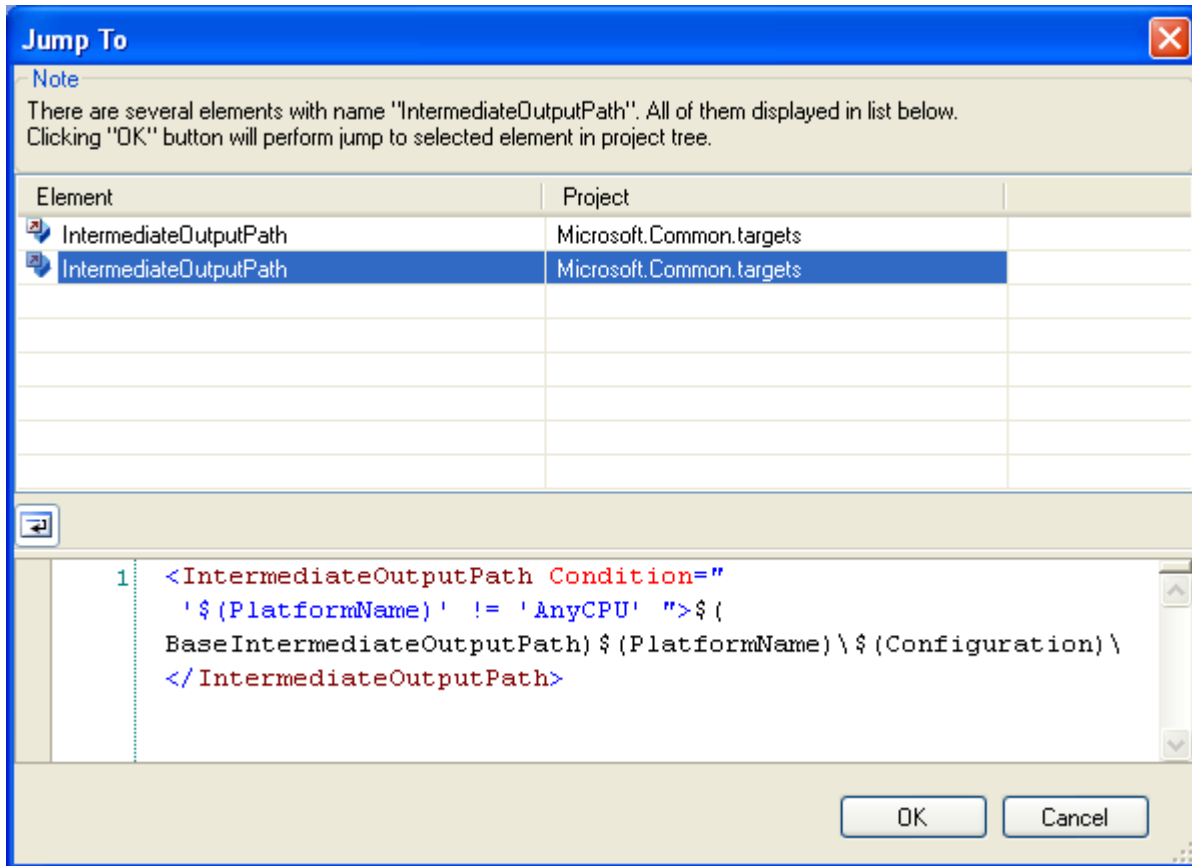 Jump To
Note
There are several elements with name "IntermediateOutputPath". All of them displayed in list below.
Clicking "OK" button will perform jump to selected element in project tree.
Element Project
IntermediateOutputPath Microsoft.Common.targets
IntermediateOutputPath Microsoft.Common.targets
1 <IntermediateOutputPath Condition="
'$(PlatformName)' != 'AnyCPU' ">$(
BaseIntermediateOutputPath)$(PlatformName)\$(Configuration)\
</IntermediateOutputPath>
OK Cancel